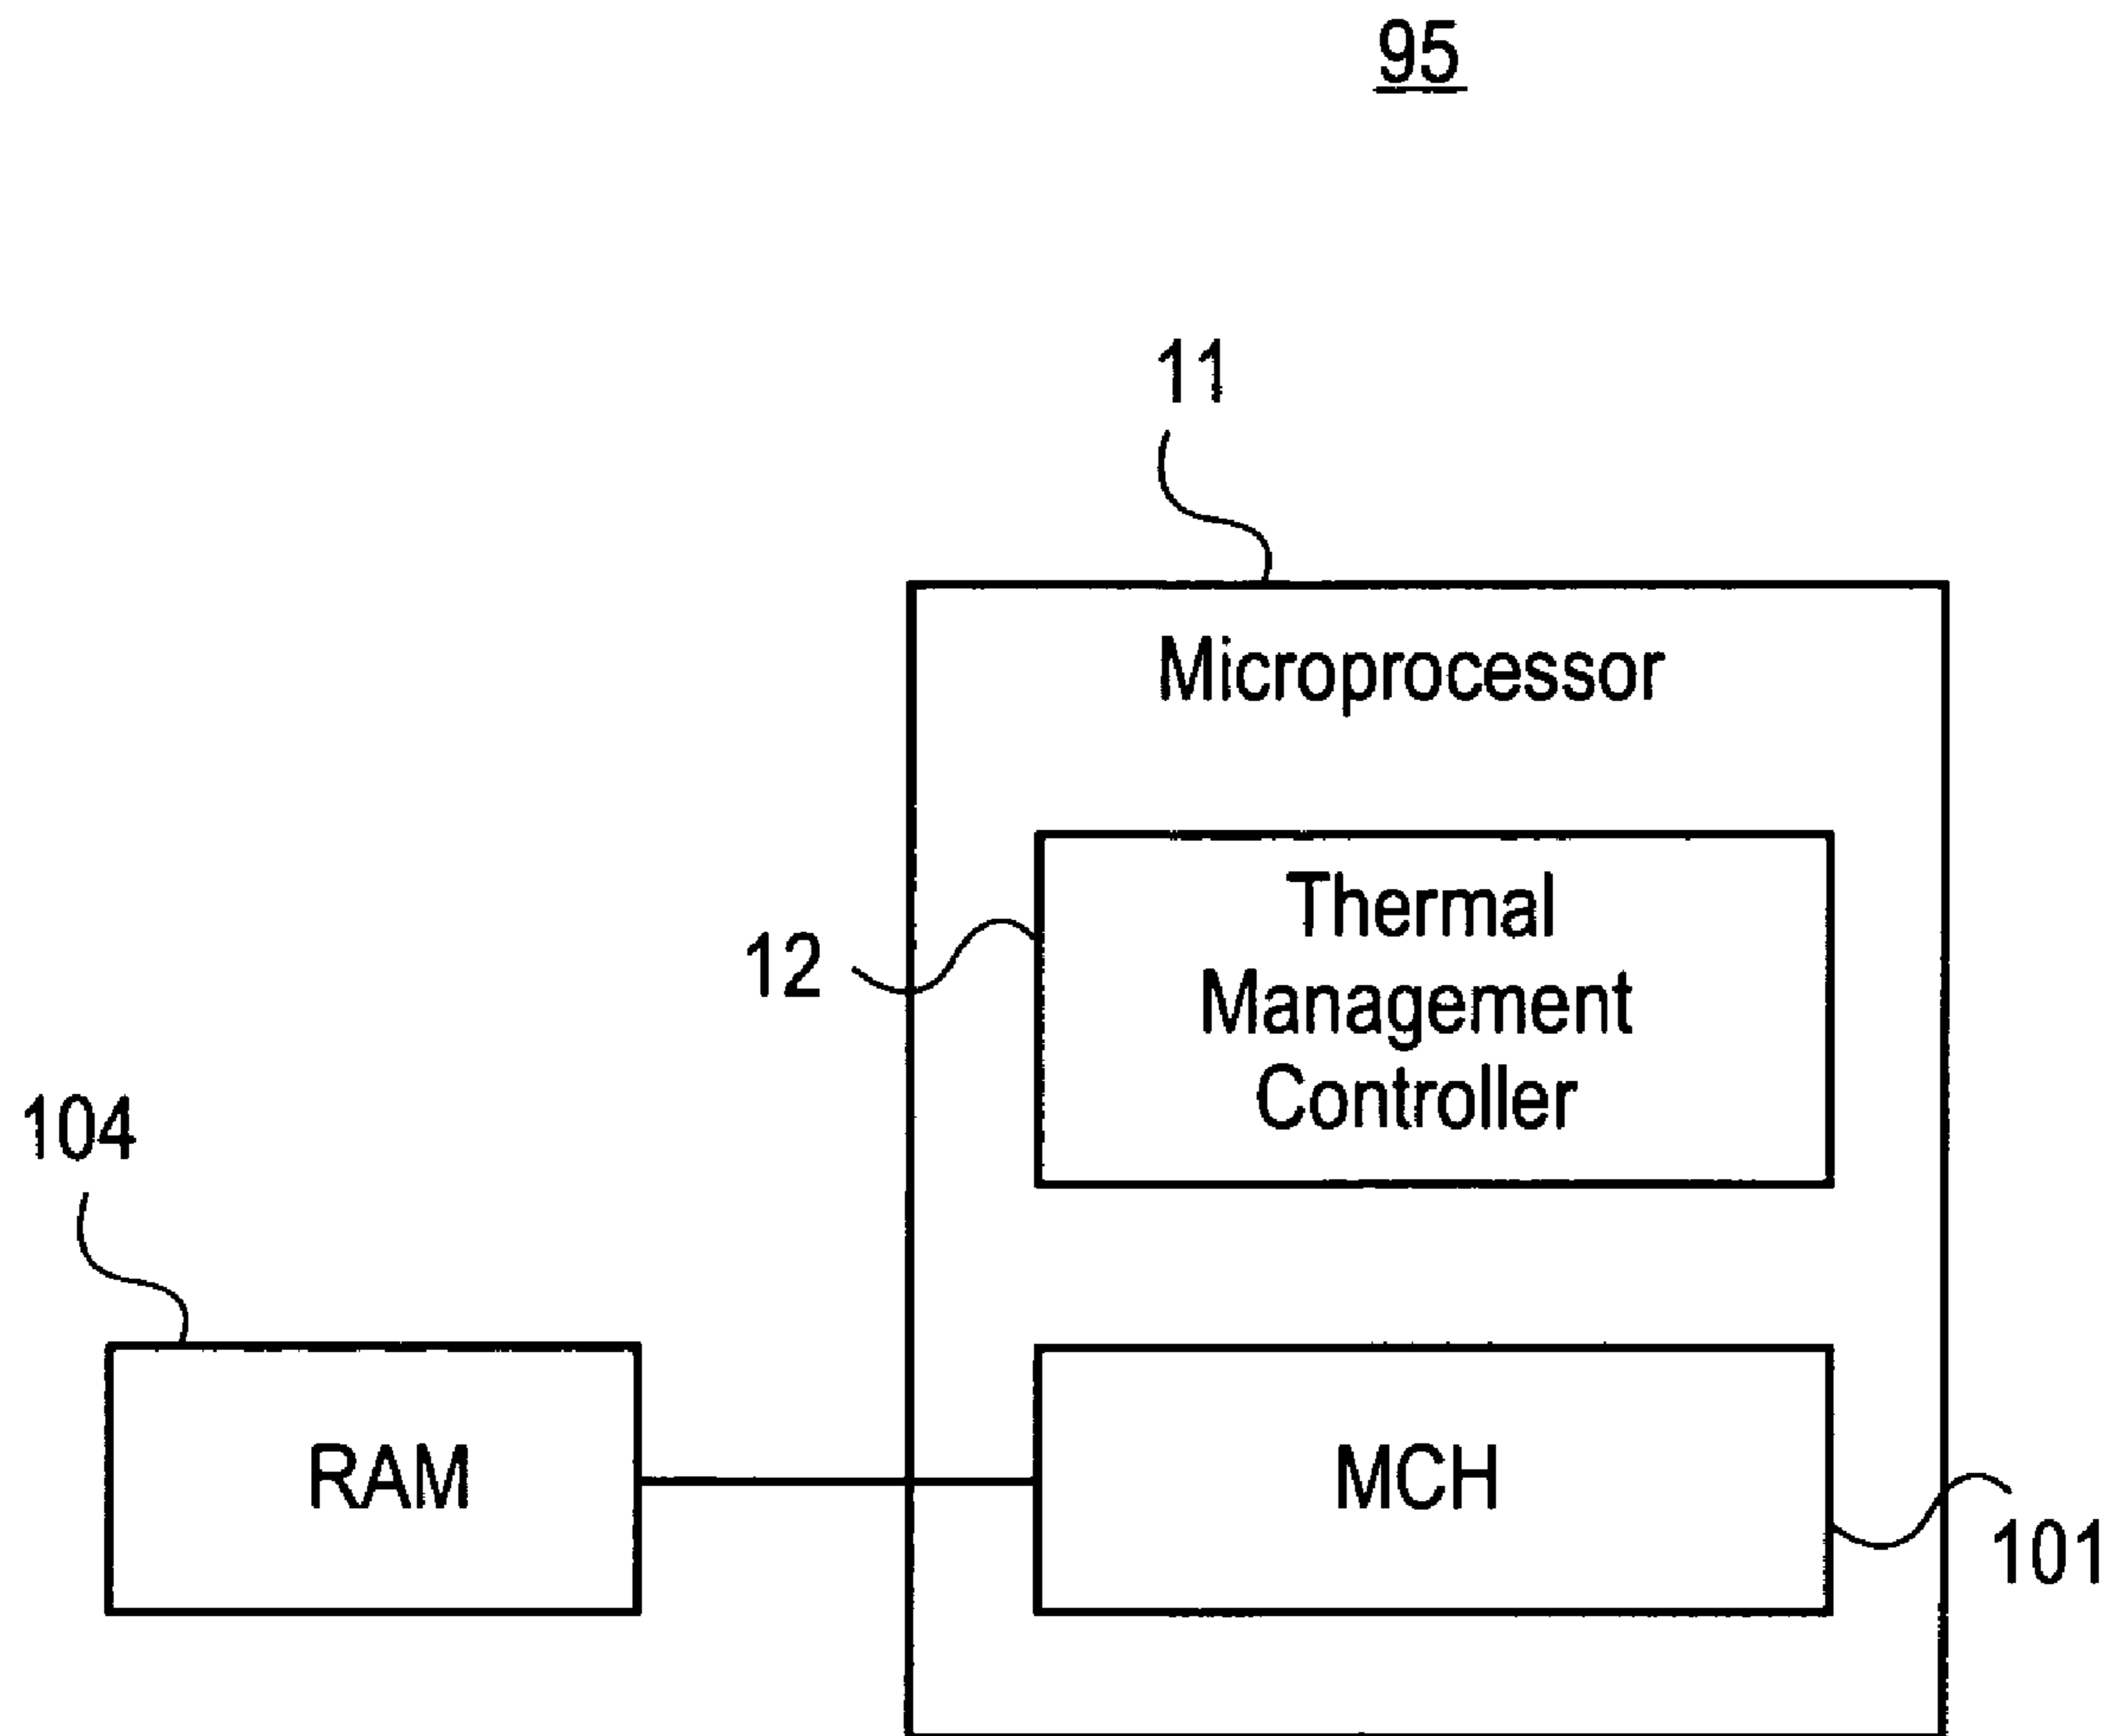 95
11
Microprocessor
Thermal
Management
Controller
12
104
RAM
MCH
101